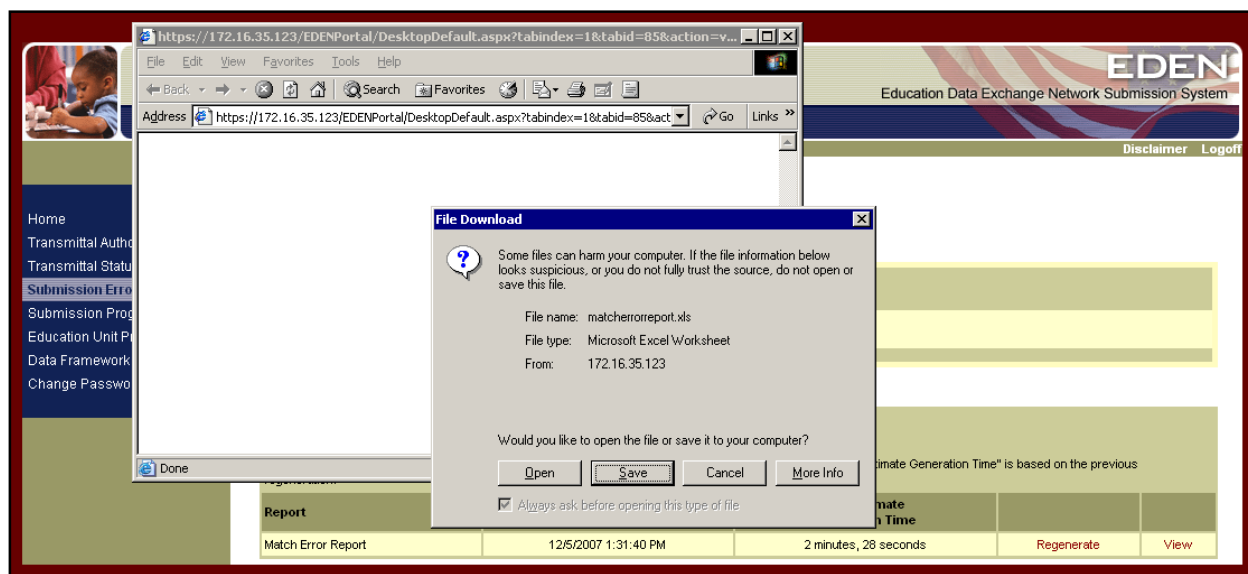 https://172.16.35.123/EDENPortal/DesktopDefault.aspx?tabindex=1&tabid=85&action=v...
File Edit View Favorites Tools Help
Back Search Favorites
Address https://172.16.35.123/EDENPortal/DesktopDefault.aspx?tabindex=1&tabid=85&act Go Links »
EDEN
Education Data Exchange Network Submission System
Disclaimer Logoff
Home
Transmittal Autho
Transmittal Statu
Submission Erro
Submission Prog
Education Unit Pr
Data Framework
Change Passwo
File Download
Some files can harm your computer. If the file information below
looks suspicious, or you do not fully trust the source, do not open or
save this file.
File name: matcherrorreport.xls
File type: Microsoft Excel Worksheet
From: 172.16.35.123
Would you like to open the file or save it to your computer?
Open Save Cancel More Info
Always ask before opening this type of file
Done
timate Generation Time" is based on the previous
Report
mate
n Time
Match Error Report 12/5/2007 1:31:40 PM 2 minutes, 28 seconds Regenerate View